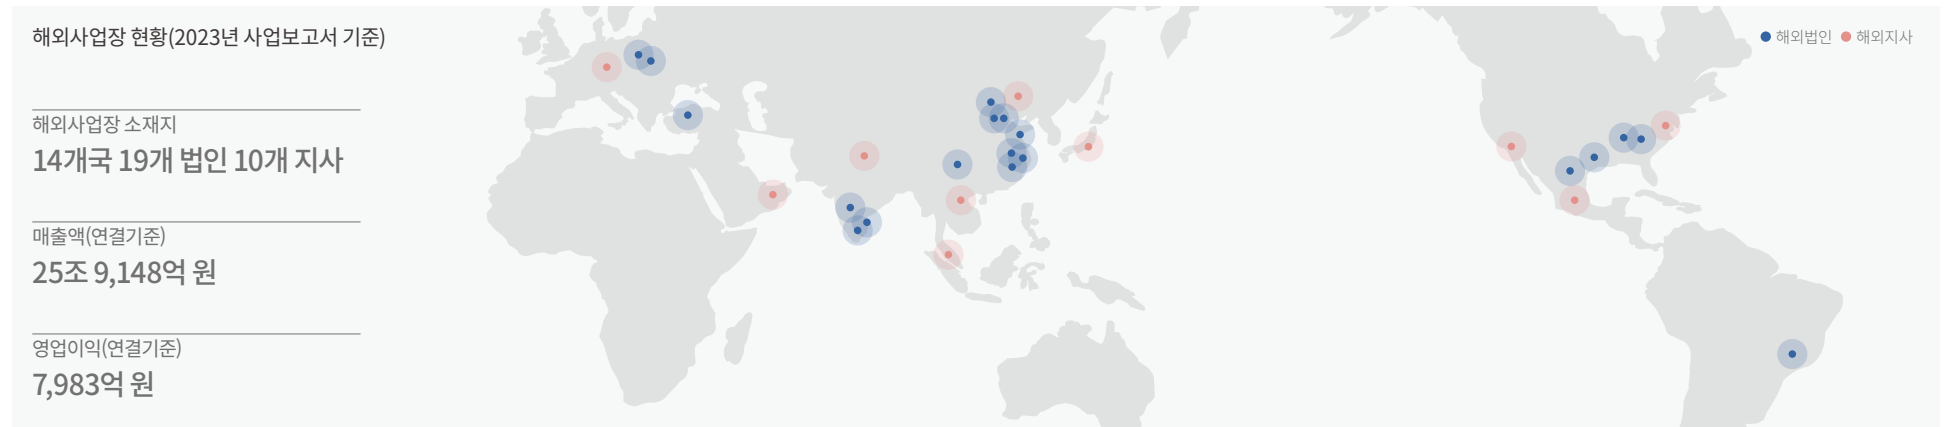 해외사업장 현황(2023년 사업보고서 기준)
해외법인 해외지사
해외사업장 소재지
14개국 19개 법인 10개 지사
매출액(연결기준)
25조 9,148억 원
영업이익(연결기준)
7,983억 원